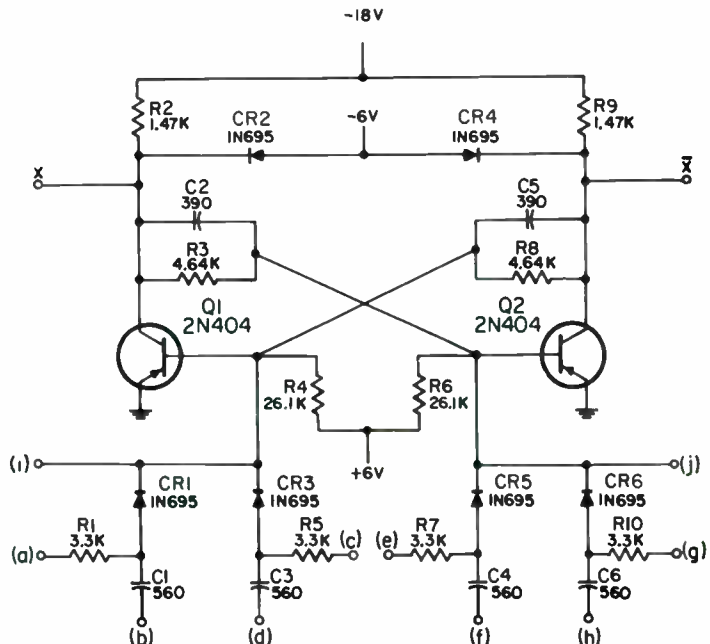 -18V
R2
1.47K
CR2
1N695
-6V
CR4
1N695
R9
1.47K
x
x̄
C2
390
C5
390
R3
4.64K
R8
4.64K
Q1
2N404
Q2
2N404
R4
26.1K
R6
26.1K
+6V
(i)
(j)
CR1
1N695
CR3
1N695
CR5
1N695
CR6
1N695
(a)
R1
3.3K
R5
3.3K
(c)
(e)
R7
3.3K
R10
3.3K
(g)
C1
560
C3
560
C4
560
C6
560
(b)
(d)
(f)
(h)